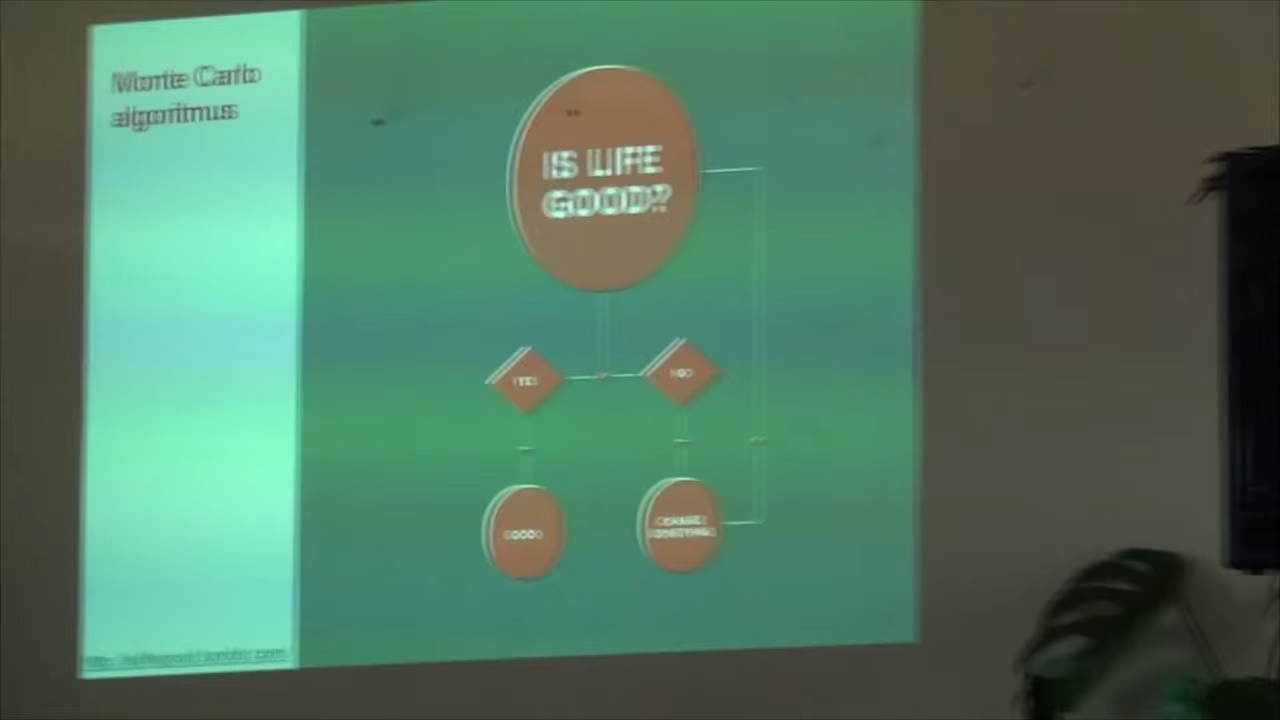 Monte Carlo
algoritmus
IS LIFE
GOOD?
YES
NO
GOOD
CHANGE
SOMETHING